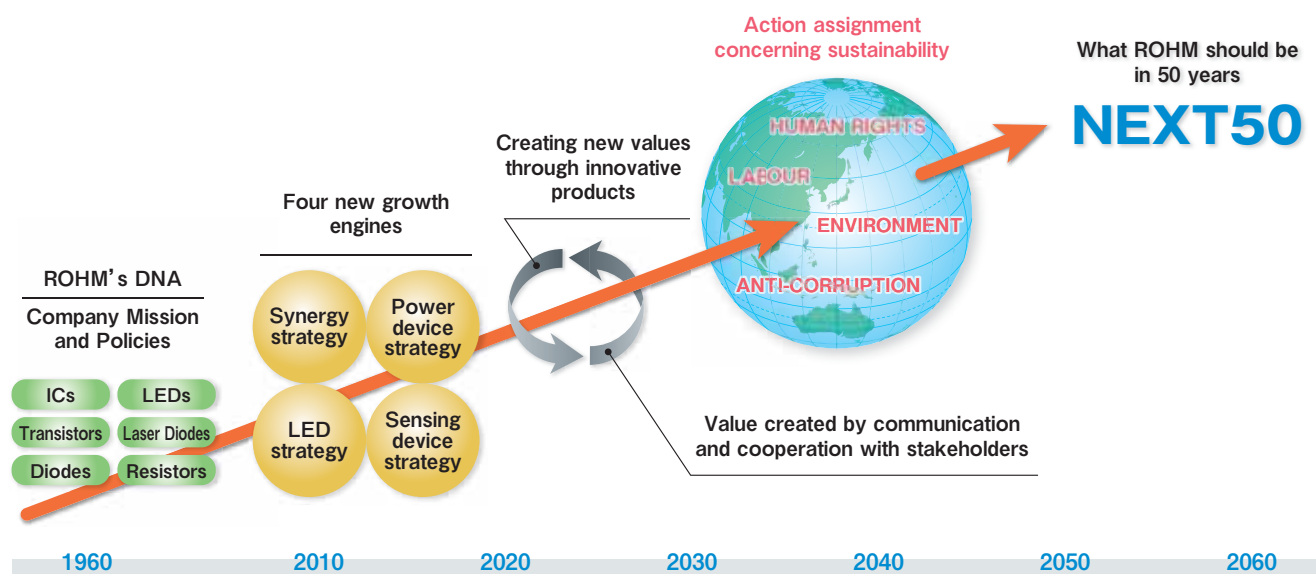 Action assignment
concerning sustainability
What ROHM should be
in 50 years
NEXT50
HUMAN RIGHTS
LABOUR
ENVIRONMENT
ANTI-CORRUPTION
Creating new values
through innovative
products
Four new growth
engines
Synergy
strategy
Power
device
strategy
LED
strategy
Sensing
device
strategy
ROHM's DNA
Company Mission
and Policies
ICs
LEDs
Transistors
Laser Diodes
Diodes
Resistors
Value created by communication
and cooperation with stakeholders
1960 2010 2020 2030 2040 2050 2060